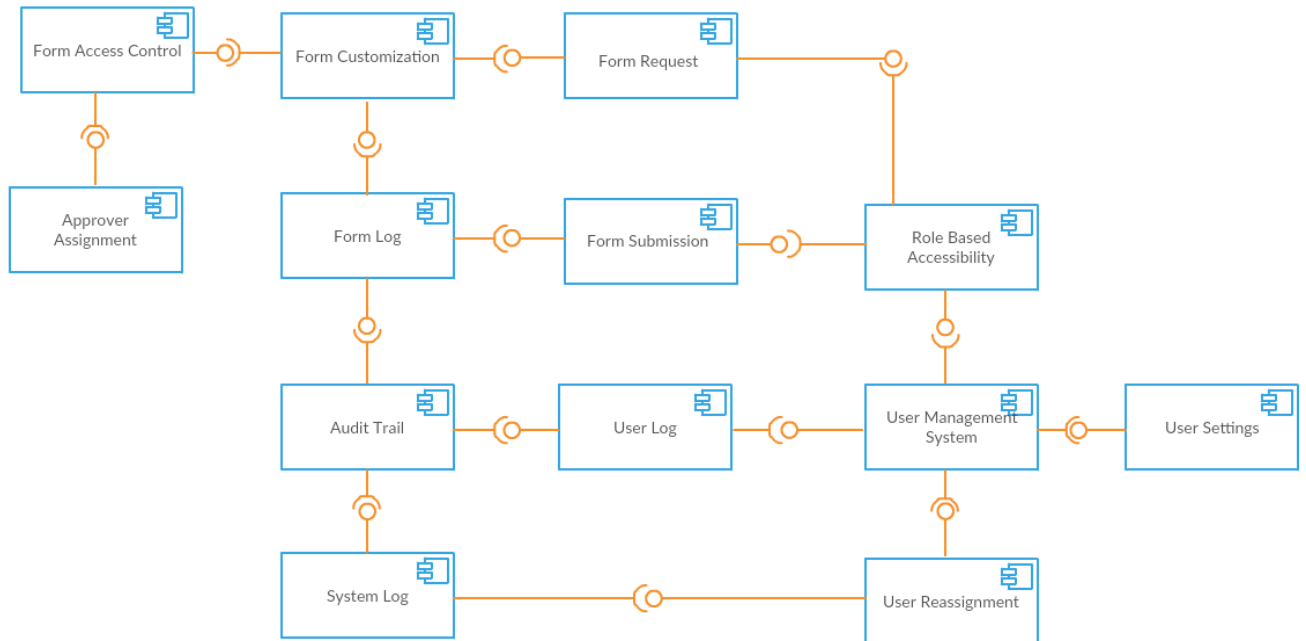 Form Access Control
Form Customization
Form Request
Approver
Assignment
Form Log
Form Submission
Role Based
Accessibility
Audit Trail
User Log
User Management
System
User Settings
System Log
User Reassignment